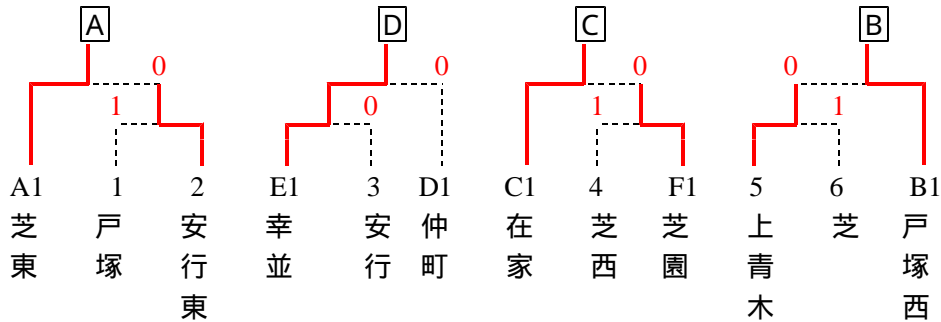 A D C B
0 0 0 0
1 0 1 1
A1 1 2 E1 3 D1 C1 4 F1 5 6 B1
芝東
戸塚
安行東
幸並
安行
仲町
在家
芝西
芝園
上青木
芝
戸塚西